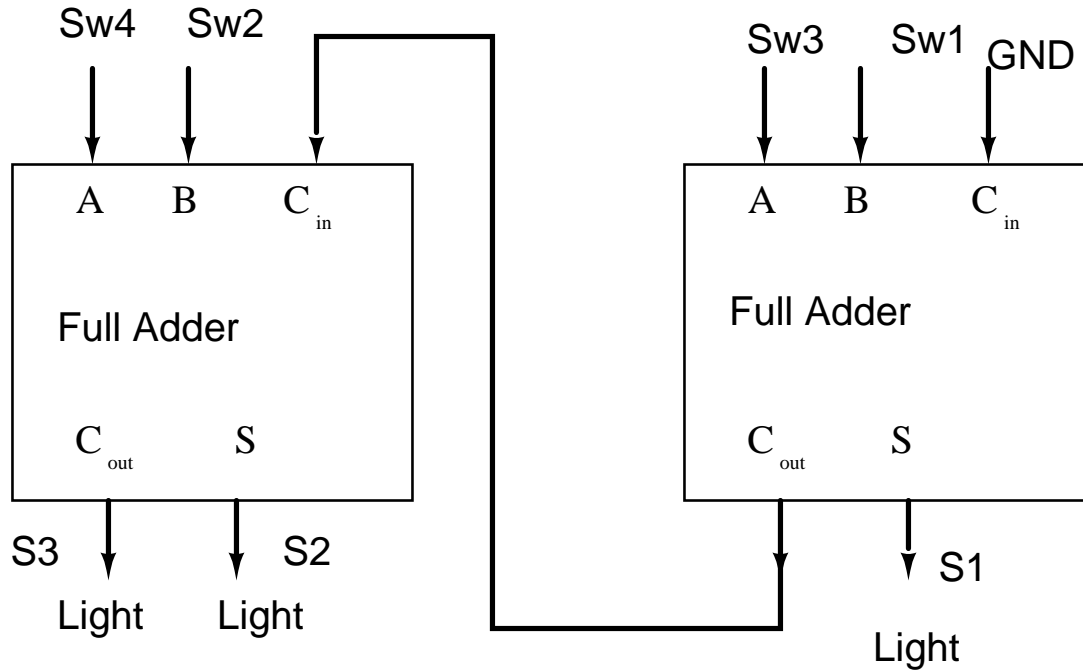 Sw4 Sw2 Sw3 Sw1 GND
A B C in A B C in
Full Adder Full Adder
C out S C out S
S3 S2 S1
Light Light Light